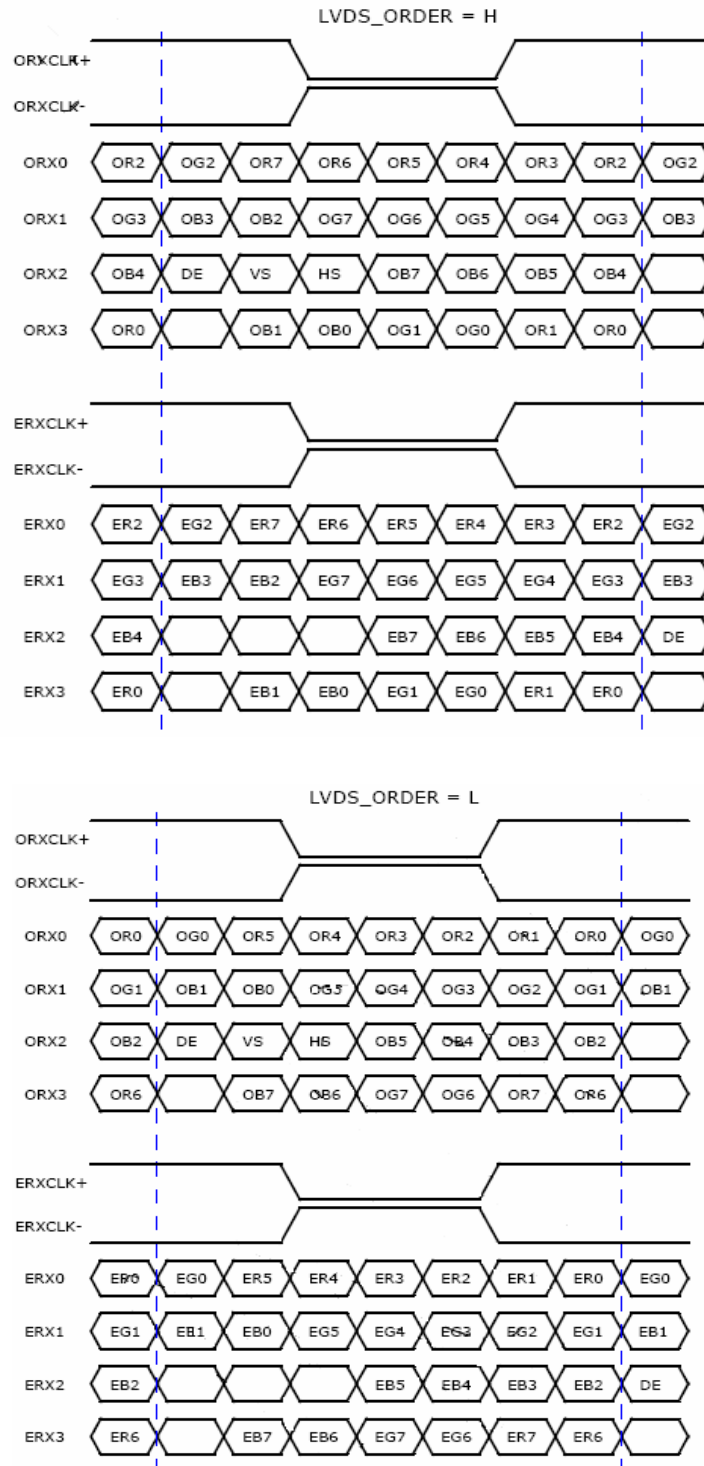 LVDS_ORDER = H
ORXCLK+
ORXCLK-
ORX0 OR2 OG2 OR7 OR6 OR5 OR4 OR3 OR2 OG2
ORX1 OG3 OB3 OB2 OG7 OG6 OG5 OG4 OG3 OB3
ORX2 OB4 DE VS HS OB7 OB6 OB5 OB4
ORX3 OR0 OB1 OB0 OG1 OG0 OR1 OR0
ERXCLK+
ERXCLK-
ERX0 ER2 EG2 ER7 ER6 ER5 ER4 ER3 ER2 EG2
ERX1 EG3 EB3 EB2 EG7 EG6 EG5 EG4 EG3 EB3
ERX2 EB4 EB7 EB6 EB5 EB4 DE
ERX3 ER0 EB1 EB0 EG1 EG0 ER1 ER0
LVDS_ORDER = L
ORXCLK+
ORXCLK-
ORX0 OR0 OG0 OR5 OR4 OR3 OR2 OR1 OR0 OG0
ORX1 OG1 OB1 OB0 OG5 OG4 OG3 OG2 OG1 OB1
ORX2 OB2 DE VS HS OB5 OB4 OB3 OB2
ORX3 OR6 OB7 OB6 OG7 OG6 OR7 OR6
ERXCLK+
ERXCLK-
ERX0 ER0 EG0 ER5 ER4 ER3 ER2 ER1 ER0 EG0
ERX1 EG1 EB1 EB0 EG5 EG4 EG3 EG2 EG1 EB1
ERX2 EB2 EB5 EB4 EB3 EB2 DE
ERX3 ER6 EB7 EB6 EG7 EG6 ER7 ER6